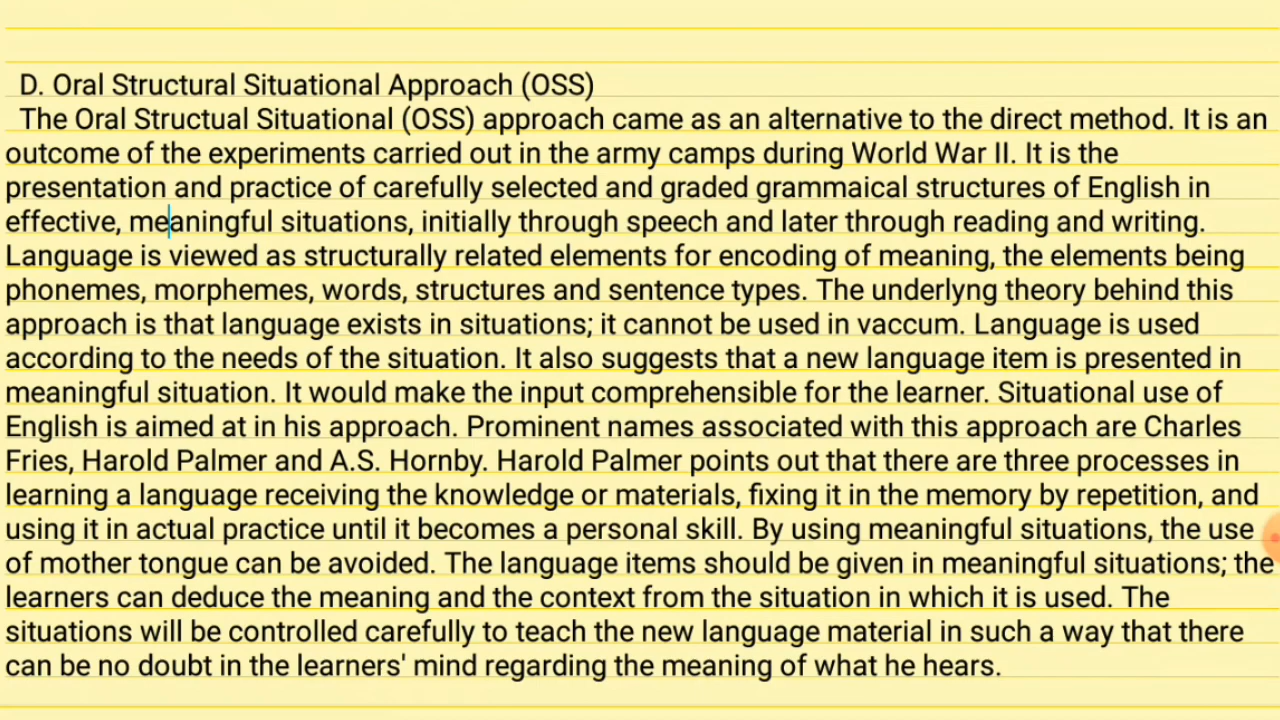 D. Oral Structural Situational Approach (OSS)
The Oral Structual Situational (OSS) approach came as an alternative to the direct method. It is an
outcome of the experiments carried out in the army camps during World War II. It is the
presentation and practice of carefully selected and graded grammaical structures of English in
effective, meaningful situations, initially through speech and later through reading and writing.
Language is viewed as structurally related elements for encoding of meaning, the elements being
phonemes, morphemes, words, structures and sentence types. The underlyng theory behind this
approach is that language exists in situations; it cannot be used in vaccum. Language is used
according to the needs of the situation. It also suggests that a new language item is presented in
meaningful situation. It would make the input comprehensible for the learner. Situational use of
English is aimed at in his approach. Prominent names associated with this approach are Charles
Fries, Harold Palmer and A.S. Hornby. Harold Palmer points out that there are three processes in
learning a language receiving the knowledge or materials, fixing it in the memory by repetition, and
using it in actual practice until it becomes a personal skill. By using meaningful situations, the use
of mother tongue can be avoided. The language items should be given in meaningful situations; the
learners can deduce the meaning and the context from the situation in which it is used. The
situations will be controlled carefully to teach the new language material in such a way that there
can be no doubt in the learners' mind regarding the meaning of what he hears.